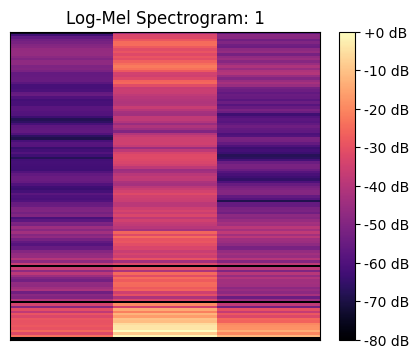 Log-Mel Spectrogram: 1
+0 dB
-10 dB
-20 dB
-30 dB
-40 dB
-50 dB
-60 dB
-70 dB
-80 dB